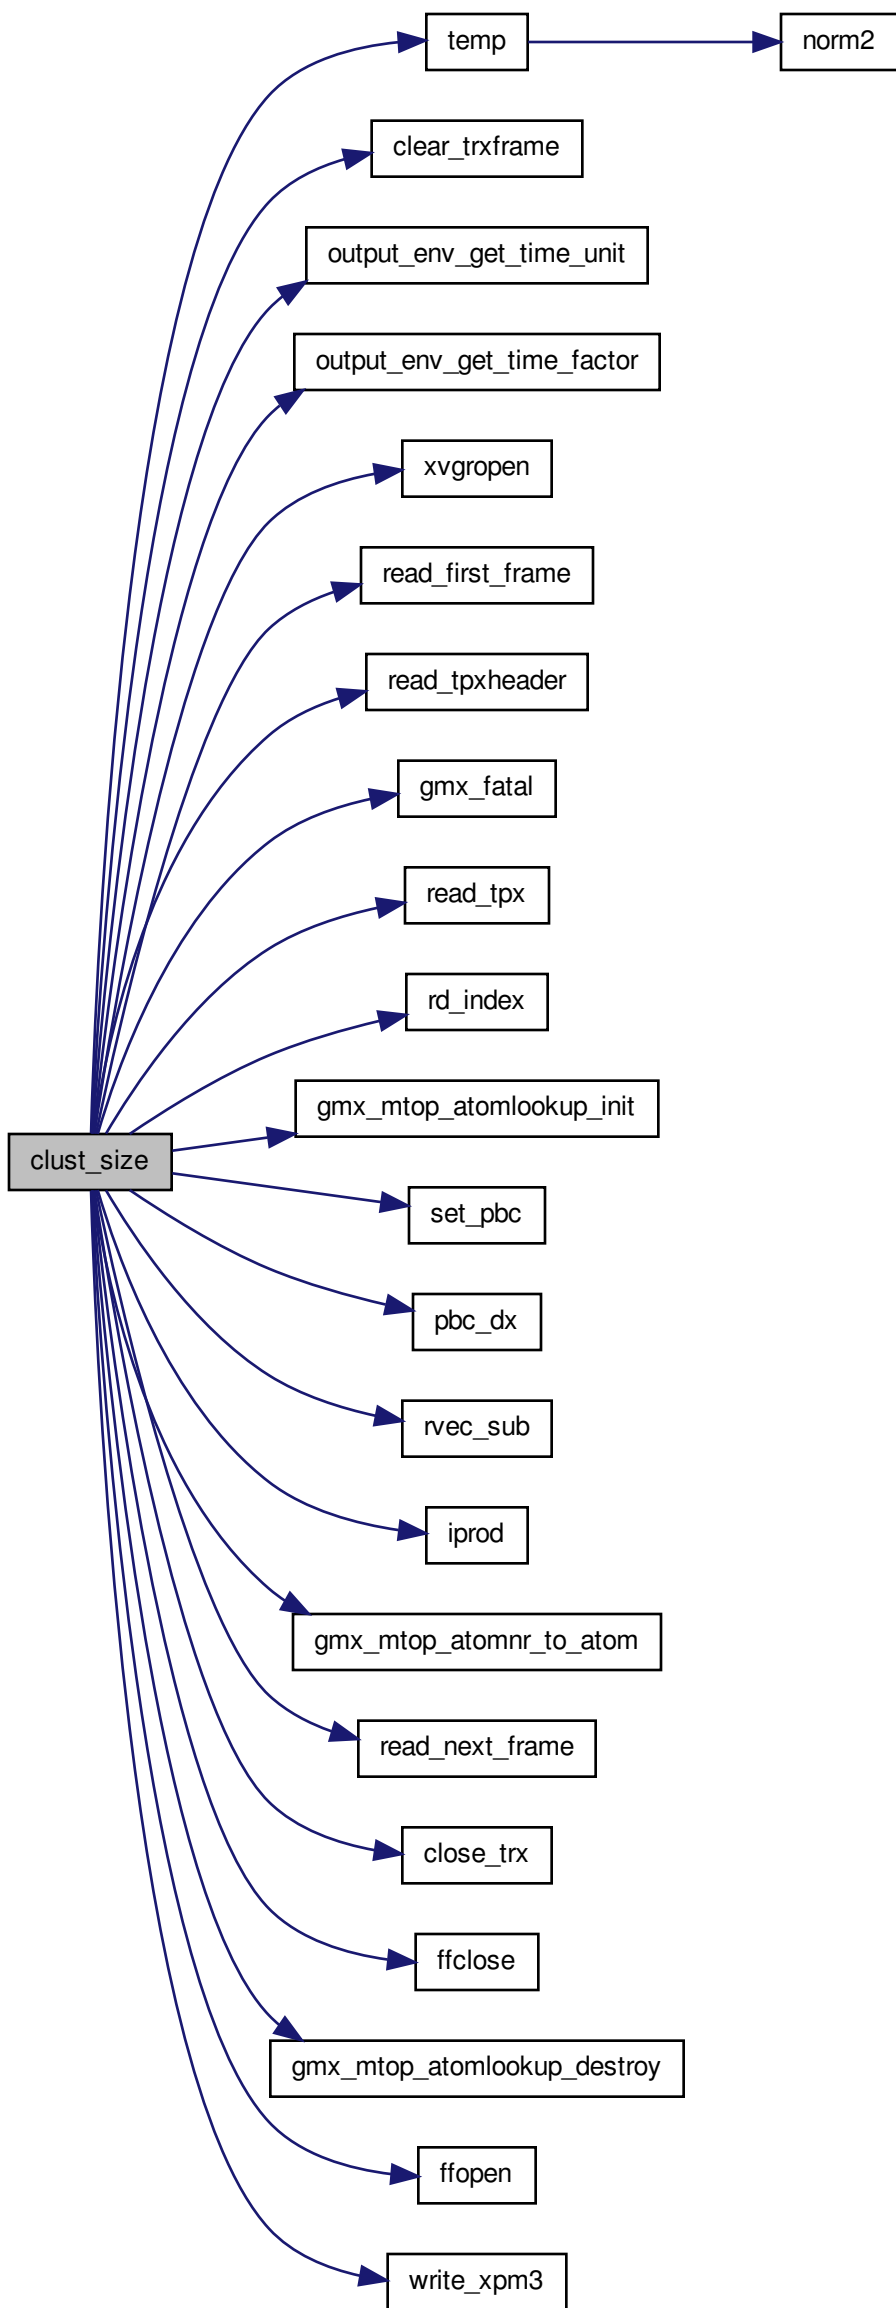 temp
norm2
clear_trxframe
output_env_get_time_unit
output_env_get_time_factor
xvgropen
read_first_frame
read_tpxheader
gmx_fatal
read_tpx
rd_index
gmx_mtop_atomlookup_init
clust_size
set_pbc
pbc_dx
rvec_sub
iprod
gmx_mtop_atomnr_to_atom
read_next_frame
close_trx
ffclose
gmx_mtop_atomlookup_destroy
ffopen
write_xpm3